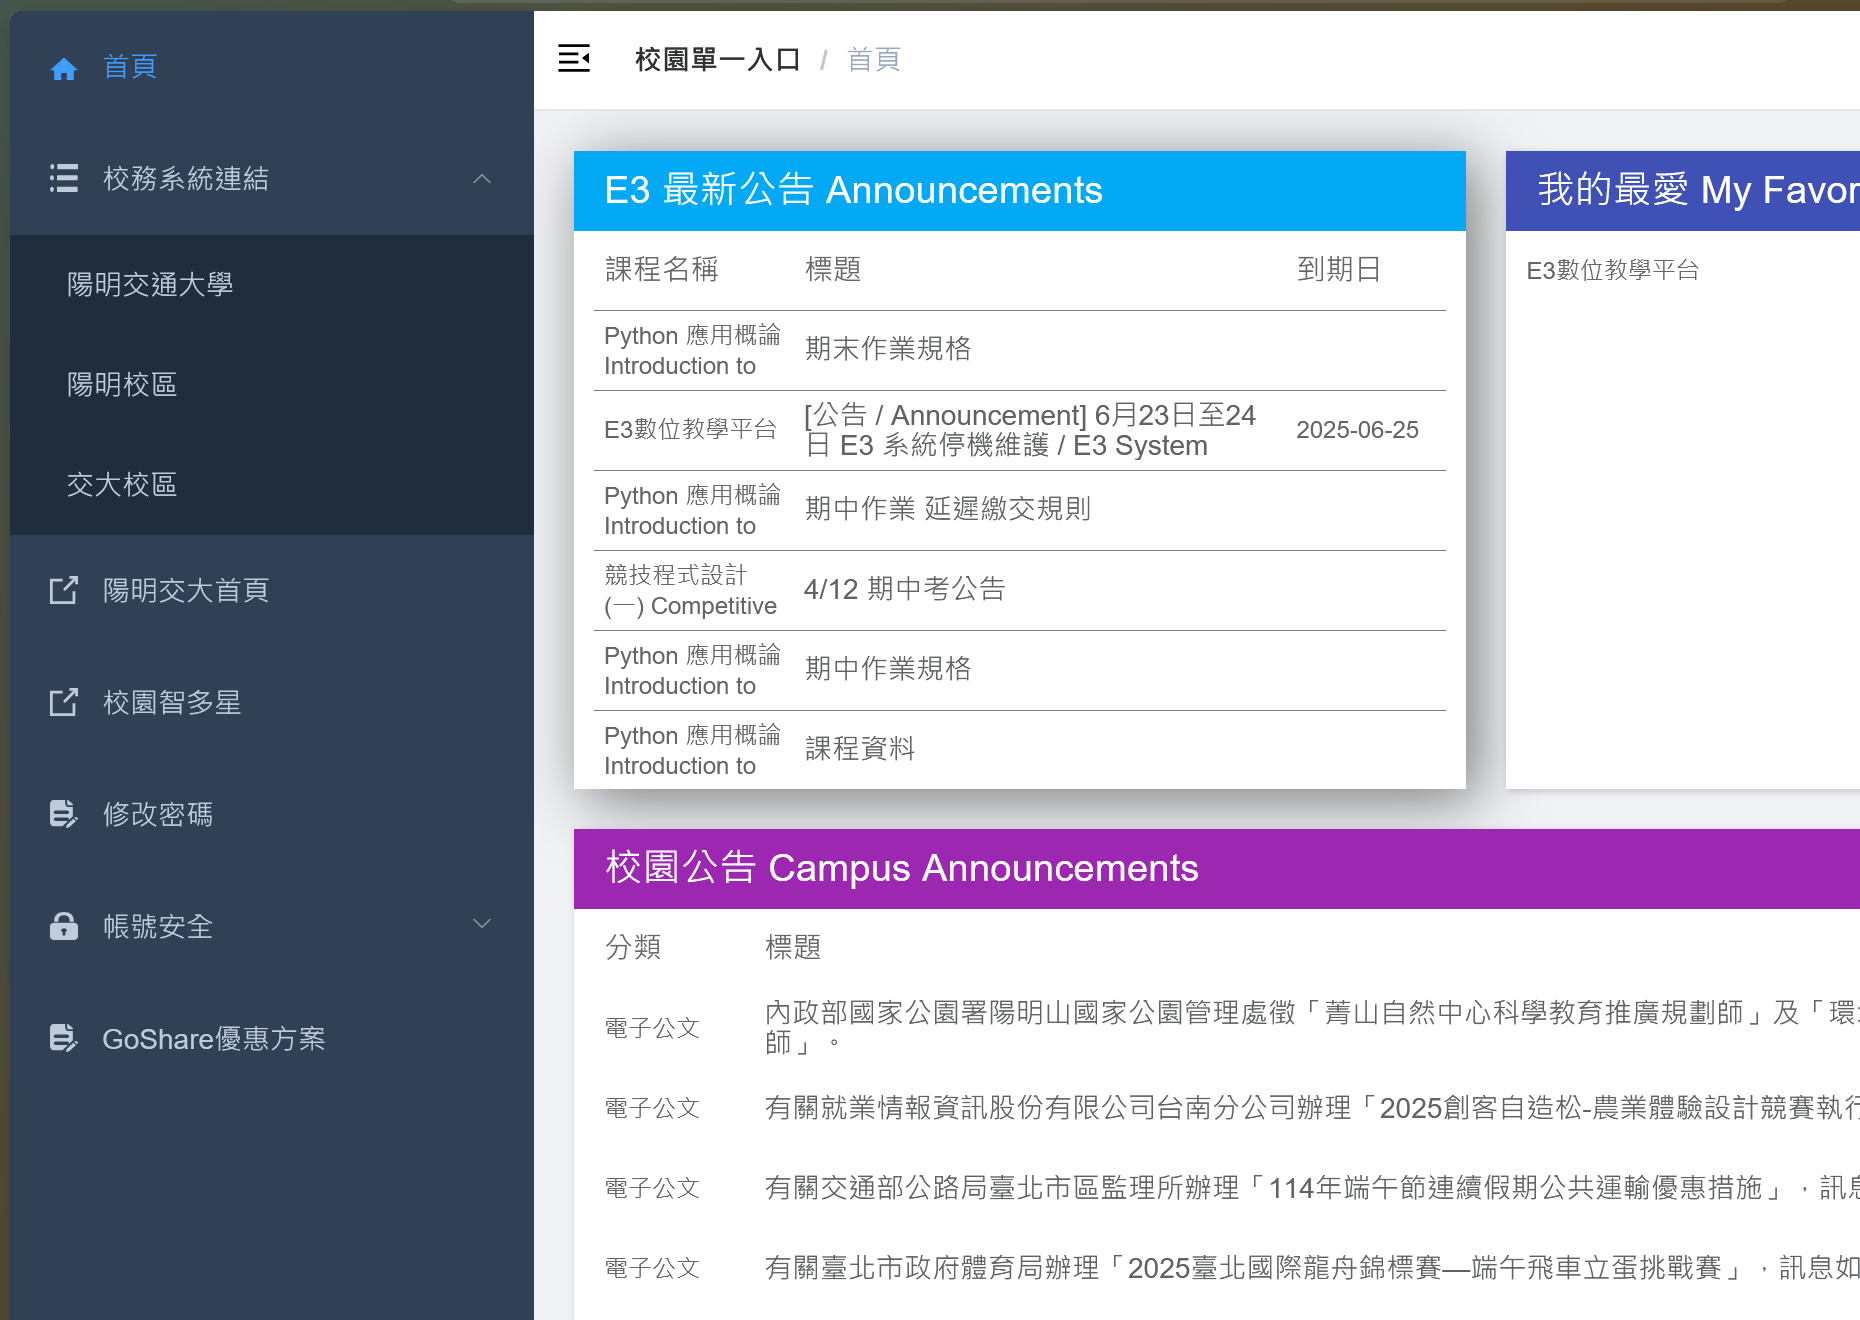 首頁
校務系統連結
陽明交通大學
陽明校區
交大校區
陽明交大首頁
校園智多星
修改密碼
帳號安全
GoShare優惠方案
校園單一入口 / 首頁
E3 最新公告 Announcements
課程名稱 標題 到期日
Python 應用概論
Introduction to
期末作業規格
E3數位教學平台
[公告 / Announcement] 6月23日至24
日 E3 系統停機維護 / E3 System
2025-06-25
Python 應用概論
Introduction to
期中作業 延遲繳交規則
競技程式設計
(一) Competitive
4/12 期中考公告
Python 應用概論
Introduction to
期中作業規格
Python 應用概論
Introduction to
課程資料
我的最愛 My Favor
E3數位教學平台
校園公告 Campus Announcements
分類 標題
電子公文
內政部國家公園署陽明山國家公園管理處徵「菁山自然中心科學教育推廣規劃師」及「環
師」。
電子公文 有關就業情報資訊股份有限公司台南分公司辦理「2025創客自造松-農業體驗設計競賽執行
電子公文 有關交通部公路局臺北市區監理所辦理「114年端午節連續假期公共運輸優惠措施」，訊息
電子公文 有關臺北市政府體育局辦理「2025臺北國際龍舟錦標賽—端午飛車立蛋挑戰賽」，訊息如